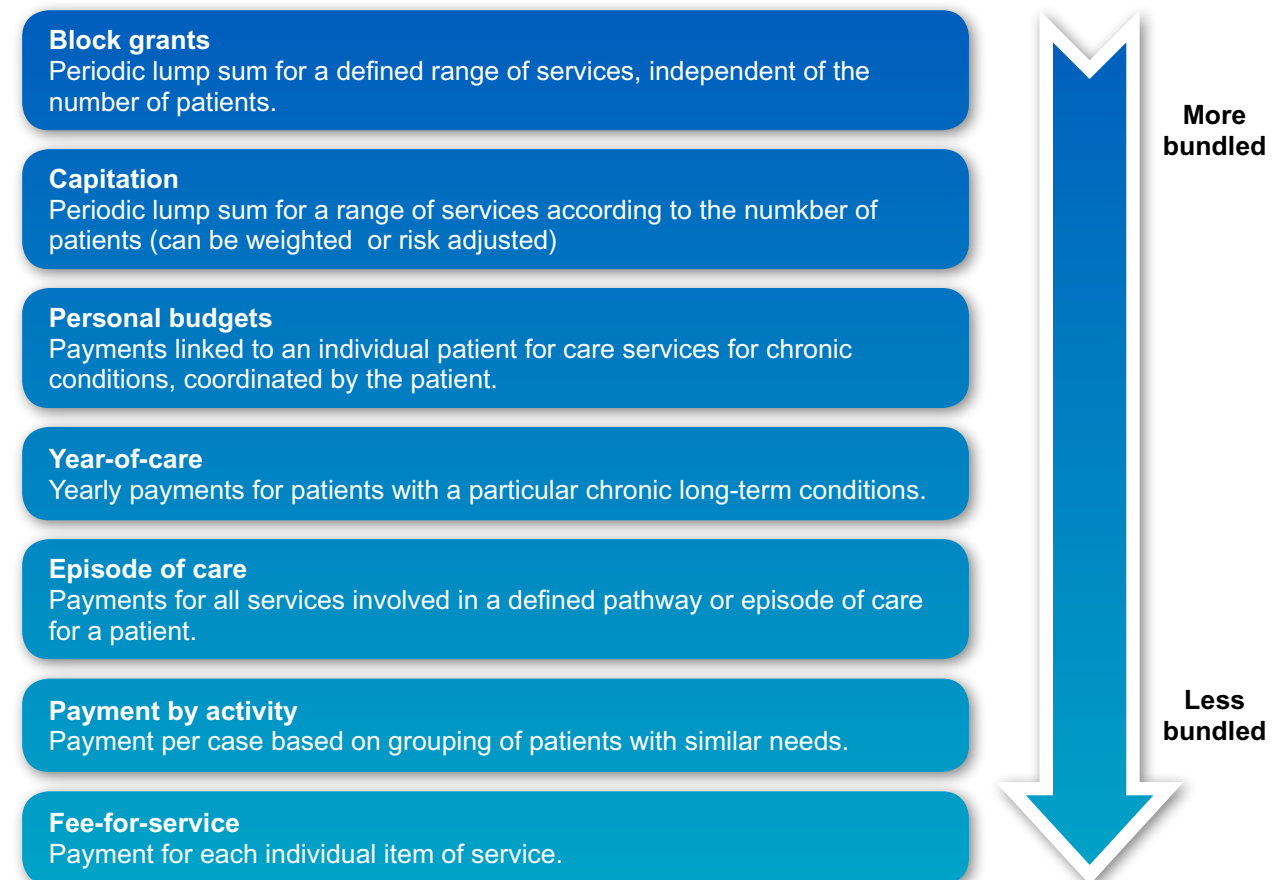 Block grants
Periodic lump sum for a defined range of services, independent of the
number of patients.
More
bundled
Capitation
Periodic lump sum for a range of services according to the numkber of
patients (can be weighted  or risk adjusted)
Personal budgets
Payments linked to an individual patient for care services for chronic
conditions, coordinated by the patient.
Year-of-care
Yearly payments for patients with a particular chronic long-term conditions.
Episode of care
Payments for all services involved in a defined pathway or episode of care
for a patient.
Payment by activity
Payment per case based on grouping of patients with similar needs.
Less
bundled
Fee-for-service
Payment for each individual item of service.